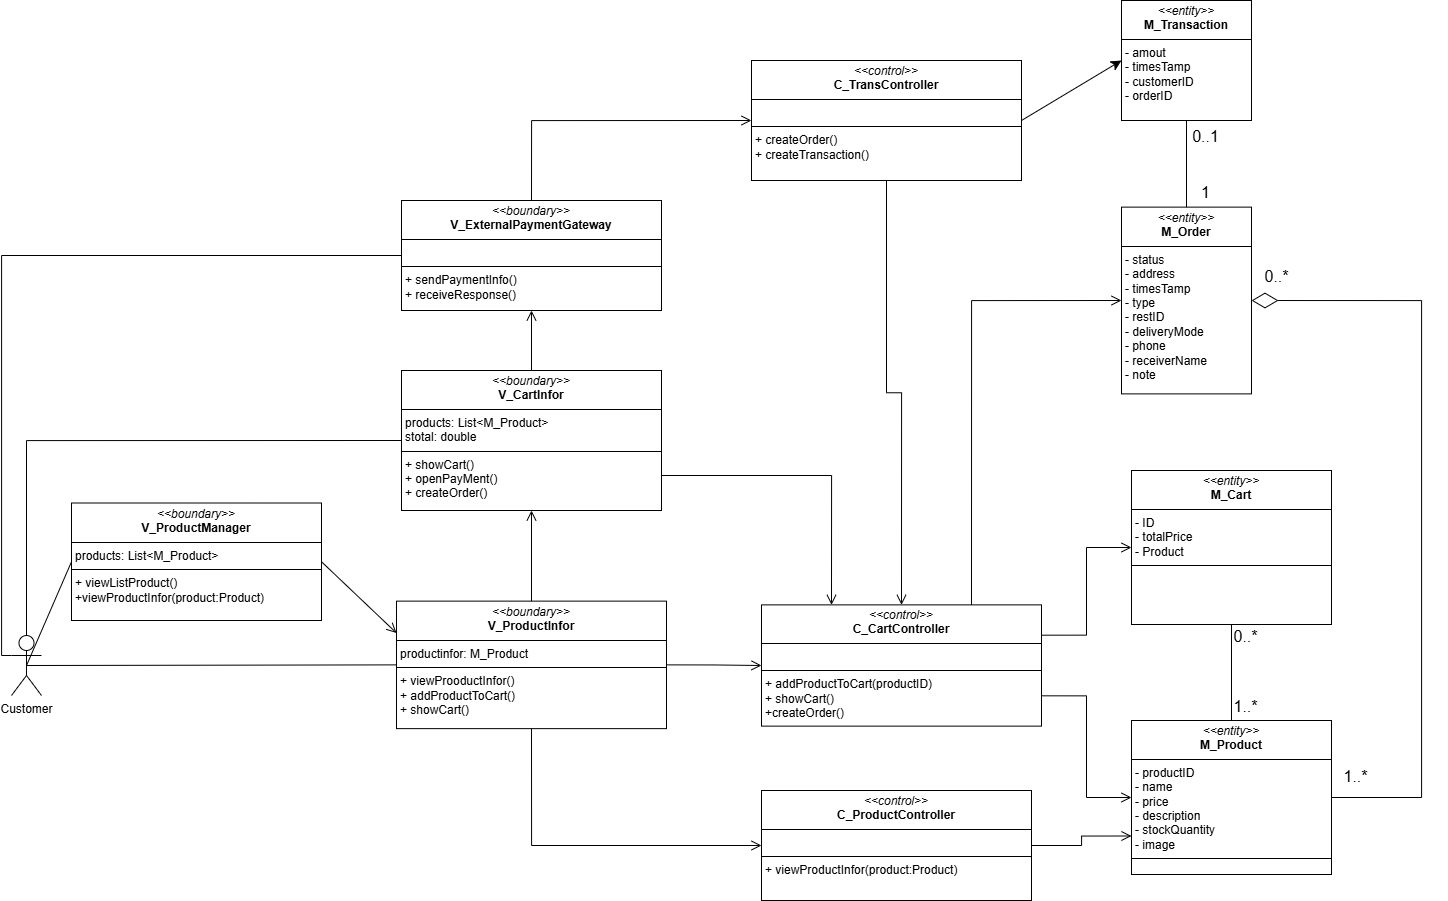 <<entity>>
M_Transaction
- amout
- timesTamp
- customerID
- orderID
0..1
<<control>>
C_TransController
+ createOrder()
+ createTransaction()
<<boundary>>
V_ExternalPaymentGateway
+ sendPaymentInfo()
+ receiveResponse()
1
<<entity>>
M_Order
- status
- address
- timesTamp
- type
- restID
- deliveryMode
- phone
- receiverName
- note
0..*
<<boundary>>
V_CartInfor
products: List<M_Product>
stotal: double
+ showCart()
+ openPayMent()
+ createOrder()
<<boundary>>
V_ProductManager
products: List<M_Product>
+ viewListProduct()
+viewProductInfor(product:Product)
<<entity>>
M_Cart
- ID
- totalPrice
- Product
0..*
Customer
<<boundary>>
V_ProductInfor
productinfor: M_Product
+ viewProoductInfor()
+ addProductToCart()
+ showCart()
<<control>>
C_CartController
+ addProductToCart(productID)
+ showCart()
+createOrder()
1..*
<<entity>>
M_Product
- productID
- name
- price
- description
- stockQuantity
- image
1..*
<<control>>
C_ProductController
+ viewProductInfor(product:Product)